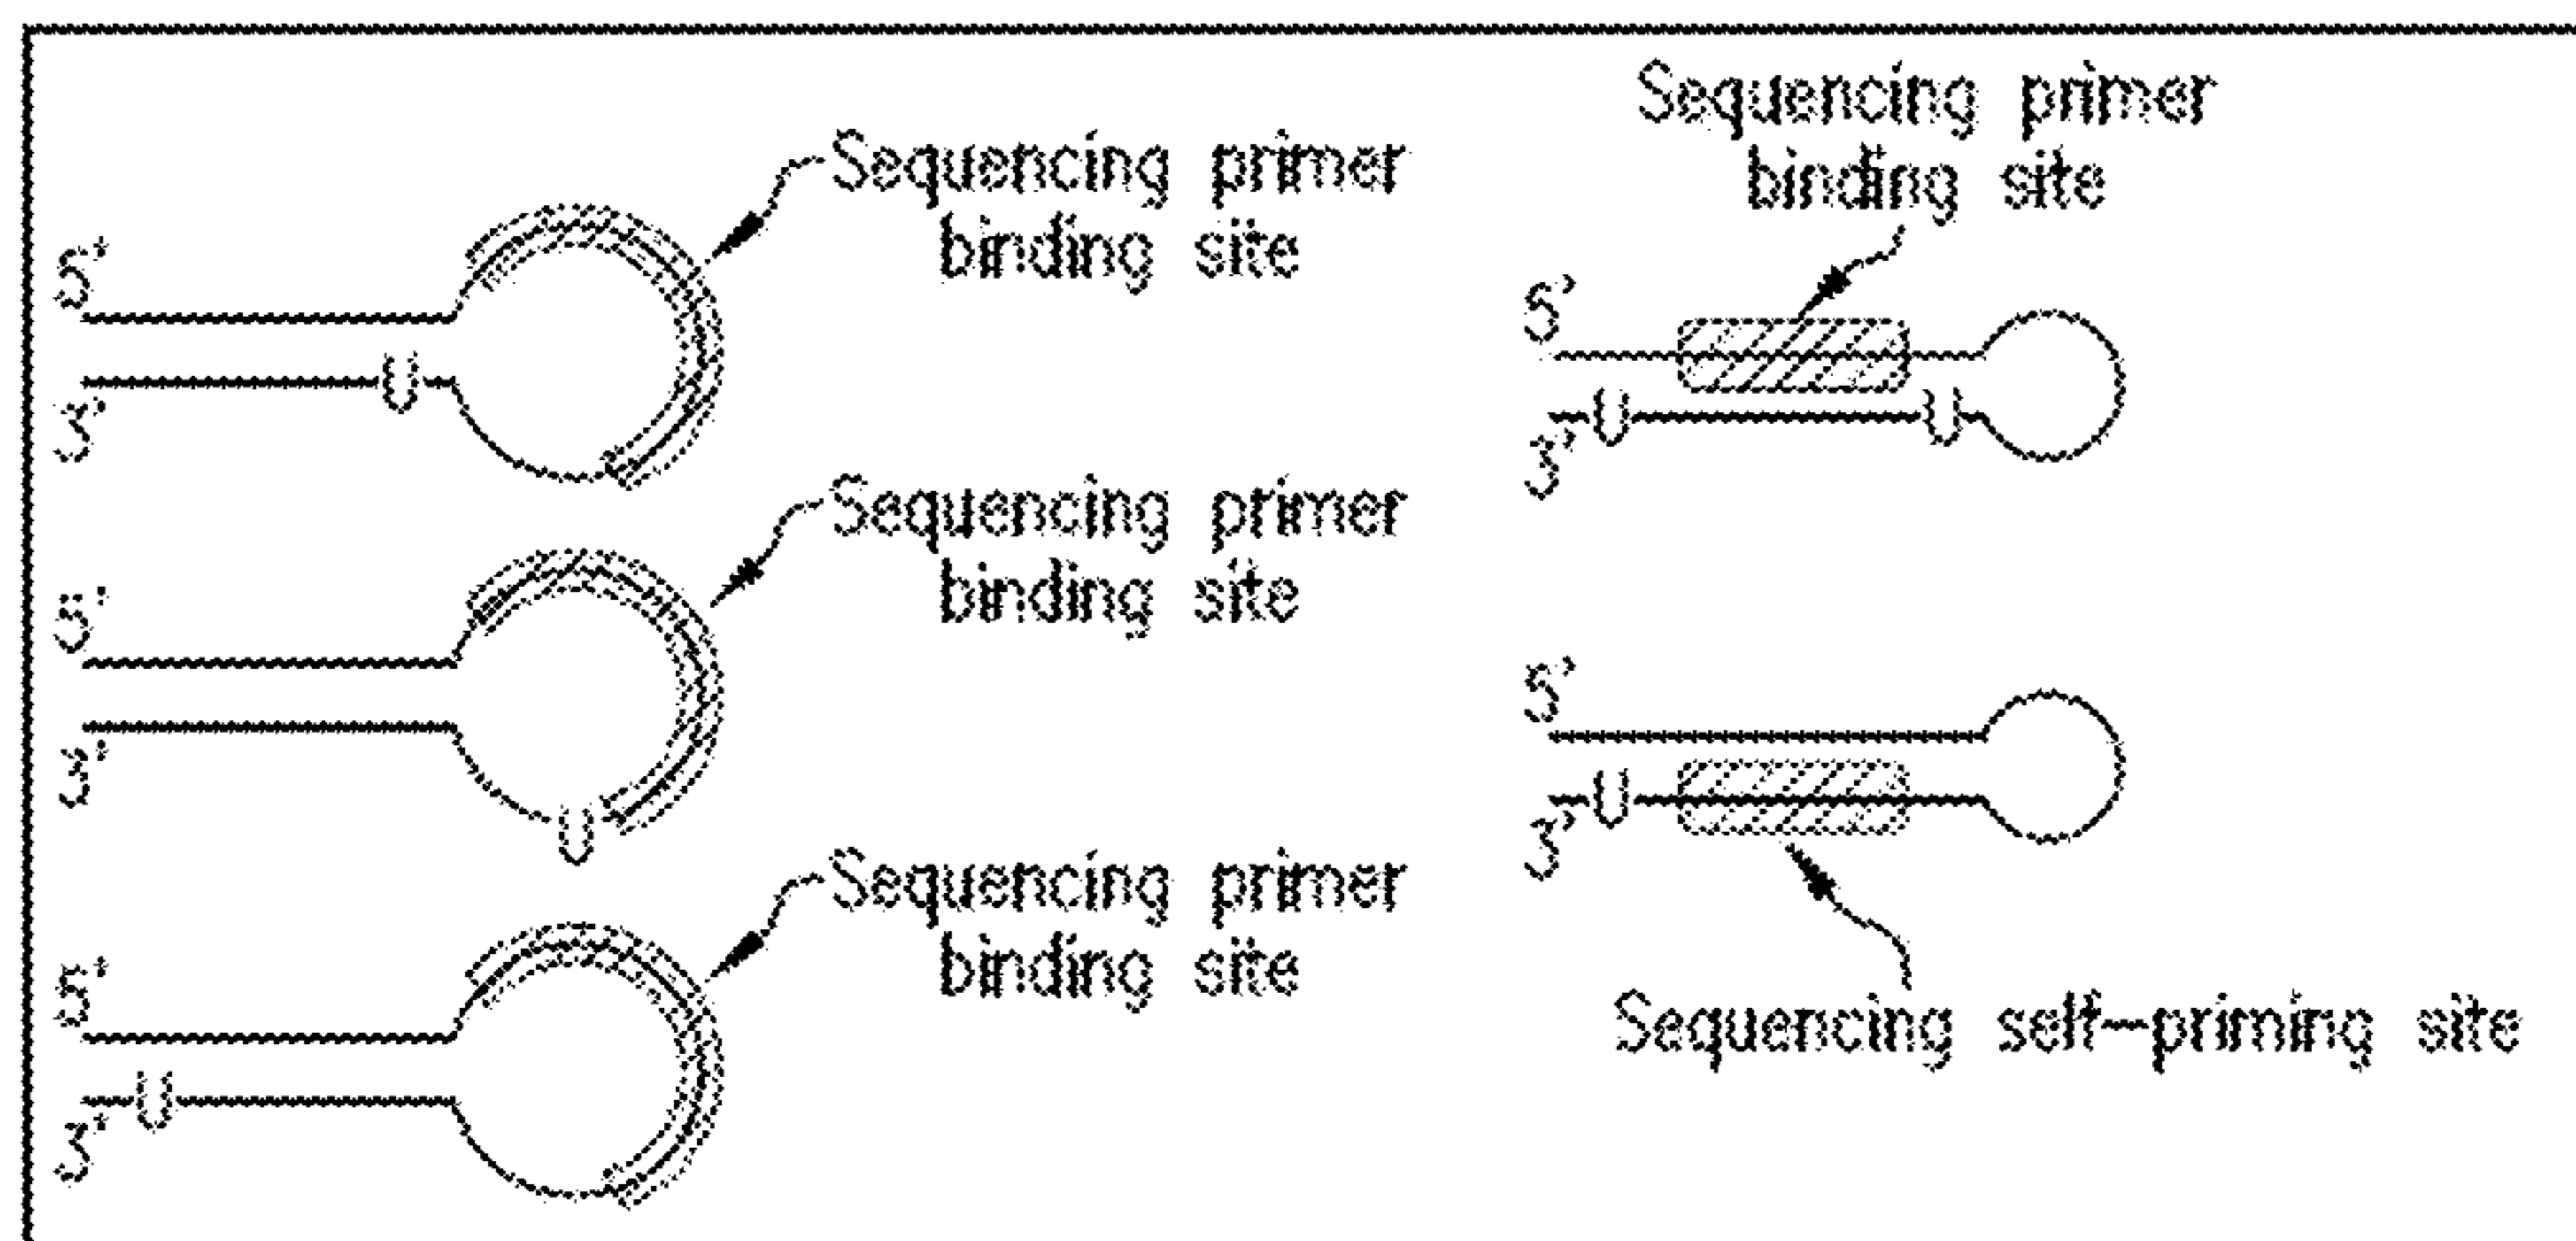 Sequencing primer
binding site
5'
U
3'
Sequencing primer
binding site
5'
3'
U
Sequencing primer
binding site
5'
U
3'
Sequencing primer
binding site
5'
U U
3'
5'
U
3'
Sequencing self-priming site